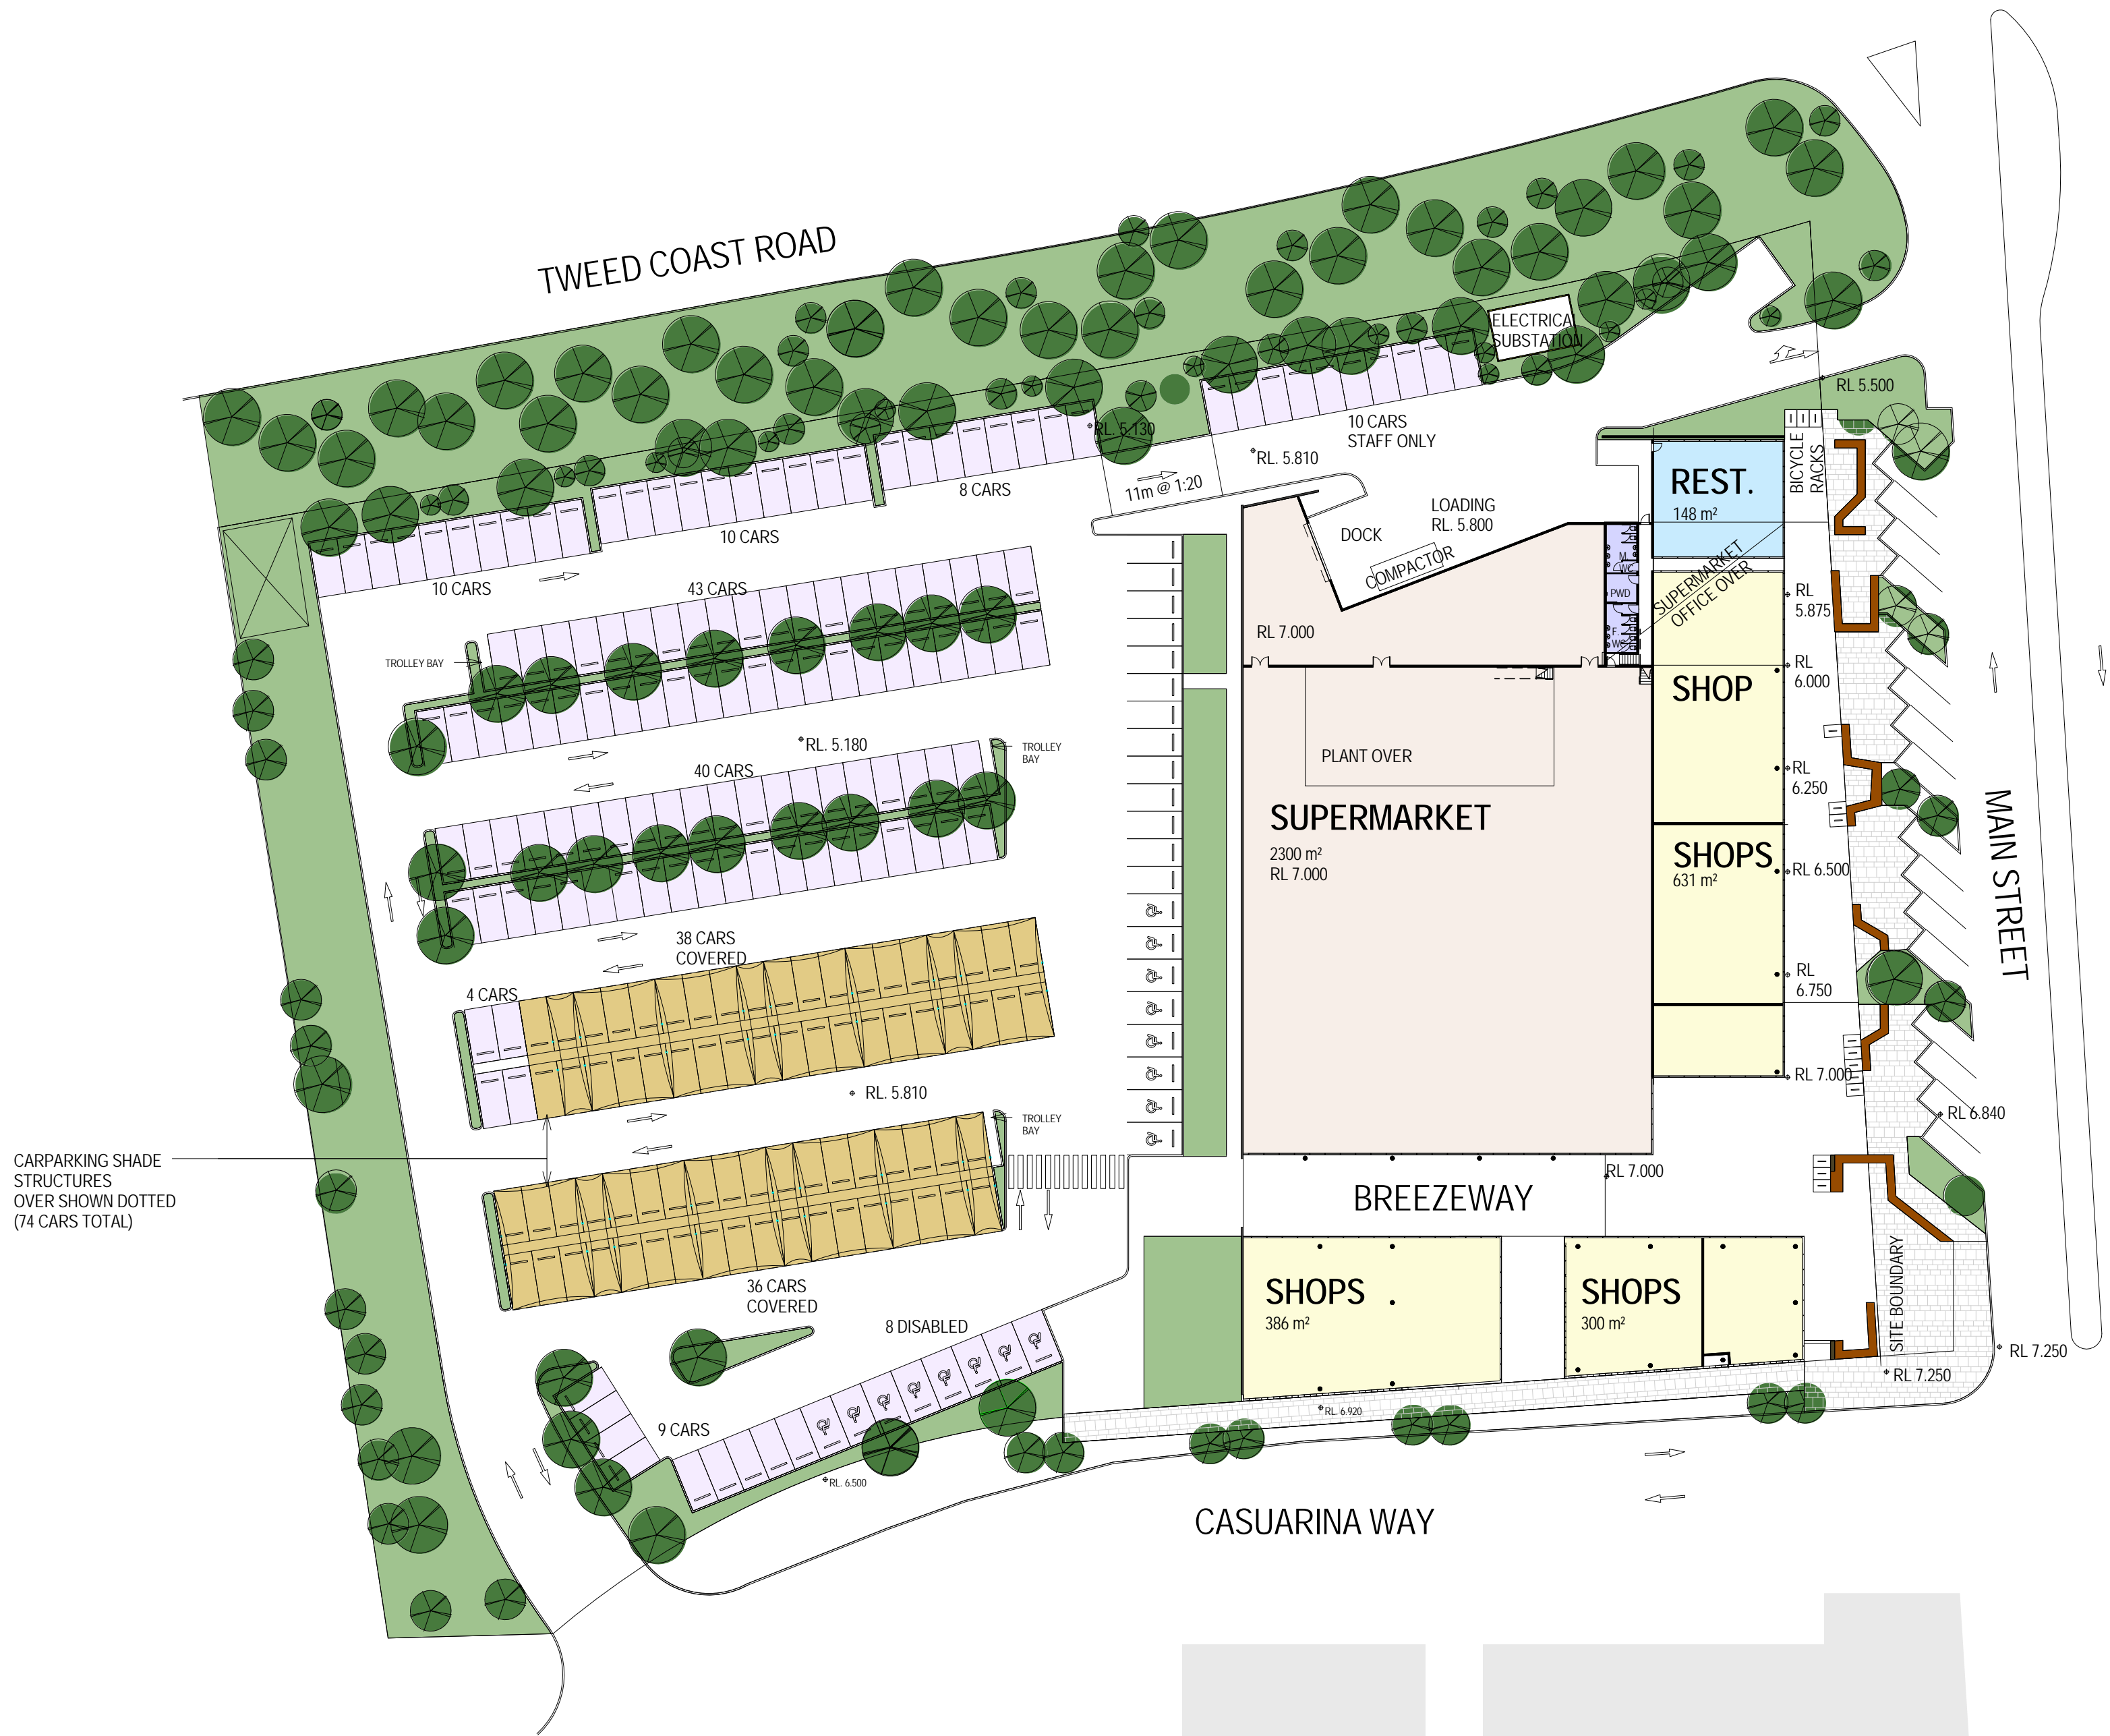 TWEED COAST ROAD
ELECTRICAL
SUBSTATION
RL 5.500
RL. 5.130
10 CARS
STAFF ONLY
RL. 5.810
11m @ 1:20
8 CARS
10 CARS
10 CARS
BICYCLE
RACKS
REST.
148 m²
LOADING
RL. 5.800
DOCK
COMPACTOR
M.
WC
PWD
F.
WC
SUPERMARKET
OFFICE OVER
RL
5.875
RL 7.000
43 CARS
TROLLEY BAY
RL
6.000
SHOP
RL. 5.180
TROLLEY
BAY
40 CARS
PLANT OVER
RL
6.250
SUPERMARKET
2300 m²
RL 7.000
SHOPS
631 m²
RL 6.500
MAIN STREET
38 CARS
COVERED
4 CARS
RL
6.750
RL. 5.810
RL 7.000
RL 6.840
TROLLEY
BAY
CARPARKING SHADE
STRUCTURES
OVER SHOWN DOTTED
(74 CARS TOTAL)
RL 7.000
BREEZEWAY
SHOPS
386 m²
SHOPS
300 m²
SITE BOUNDARY
36 CARS
COVERED
8 DISABLED
RL 7.250
RL 7.250
9 CARS
RL. 6.920
RL. 6.500
CASUARINA WAY